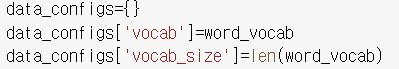 data_configs={}
data_configs['vocab']=word_vocab
data_configs['vocab_size']=len(word_vocab)